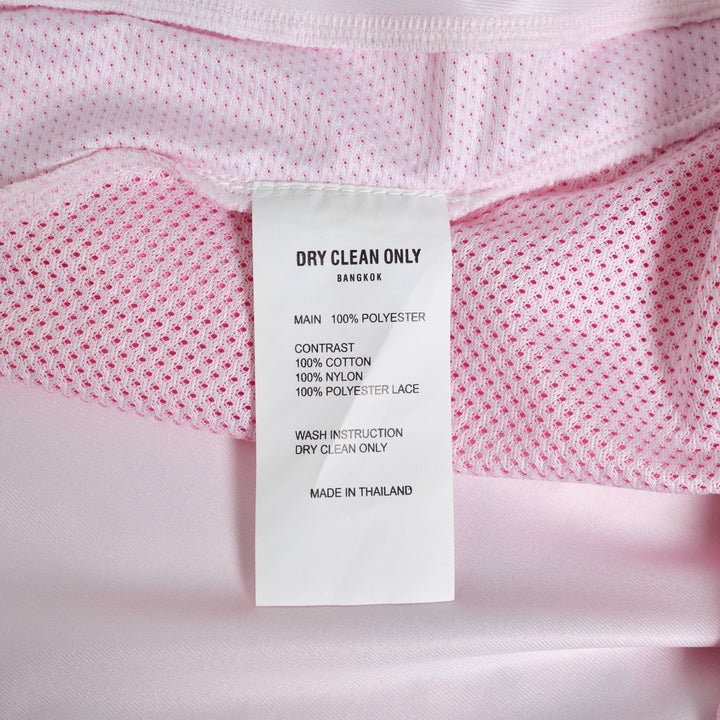 DRY CLEAN ONLY
BANGKOK
MAIN 100% POLYESTER
CONTRAST
100% COTTON
100% NYLON
100% POLYESTER LACE
WASH INSTRUCTION
DRY CLEAN ONLY
MADE IN THAILAND